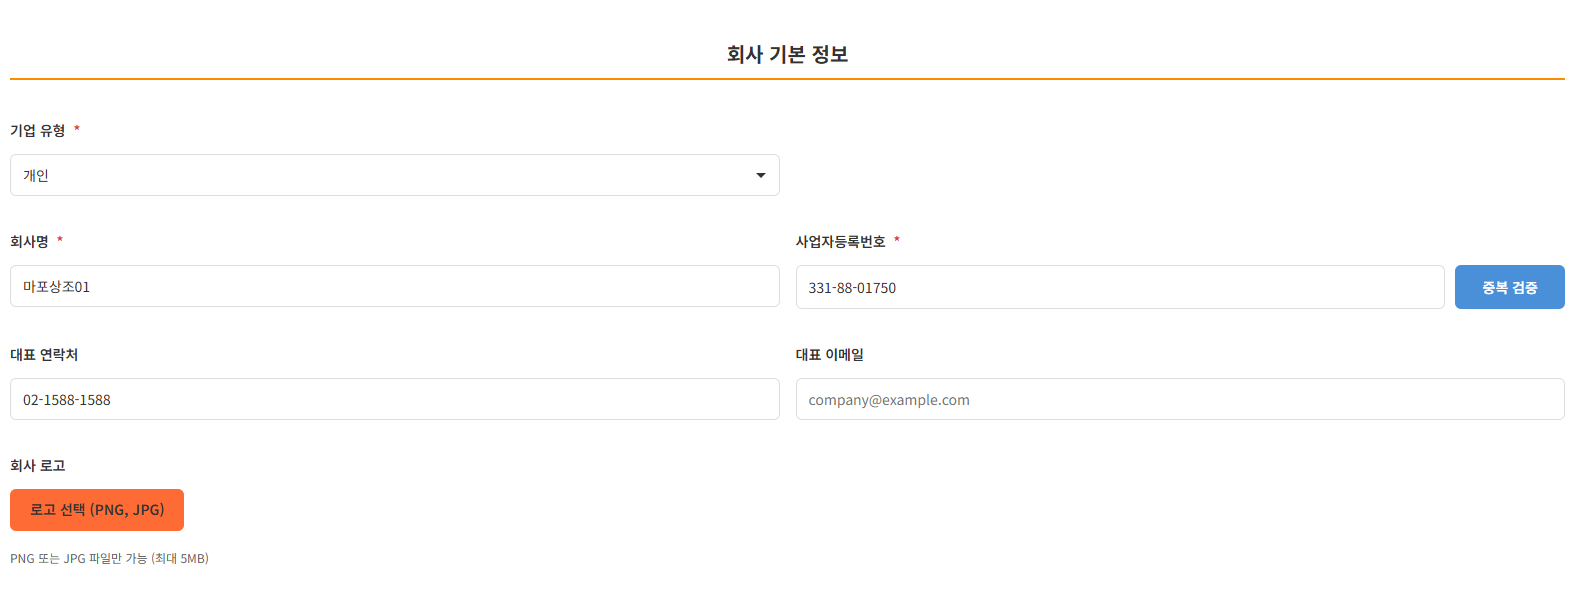 회사 기본 정보
기업 유형 *
개인
회사명 *
마포상조01
사업자등록번호 *
331-88-01750
중복 검증
대표 연락처
02-1588-1588
대표 이메일
company@example.com
회사 로고
로고 선택 (PNG, JPG)
PNG 또는 JPG 파일만 가능 (최대 5MB)